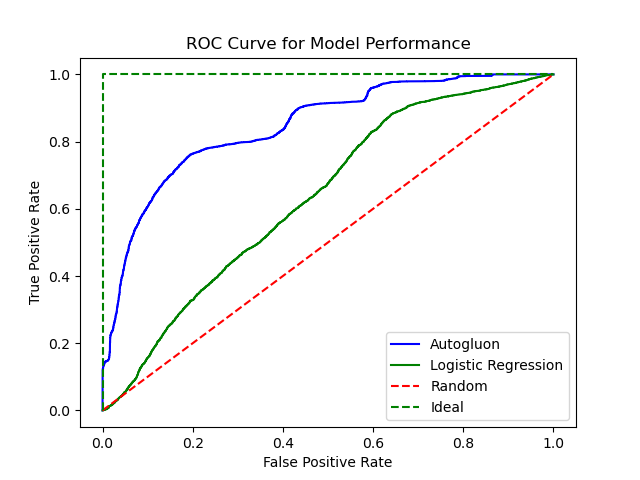 ROC Curve for Model Performance
True Positive Rate
1.0
0.8
0.6
0.4
0.2
0.0
Autogluon
Logistic Regression
Random
Ideal
0.0 0.2 0.4 0.6 0.8 1.0
False Positive Rate